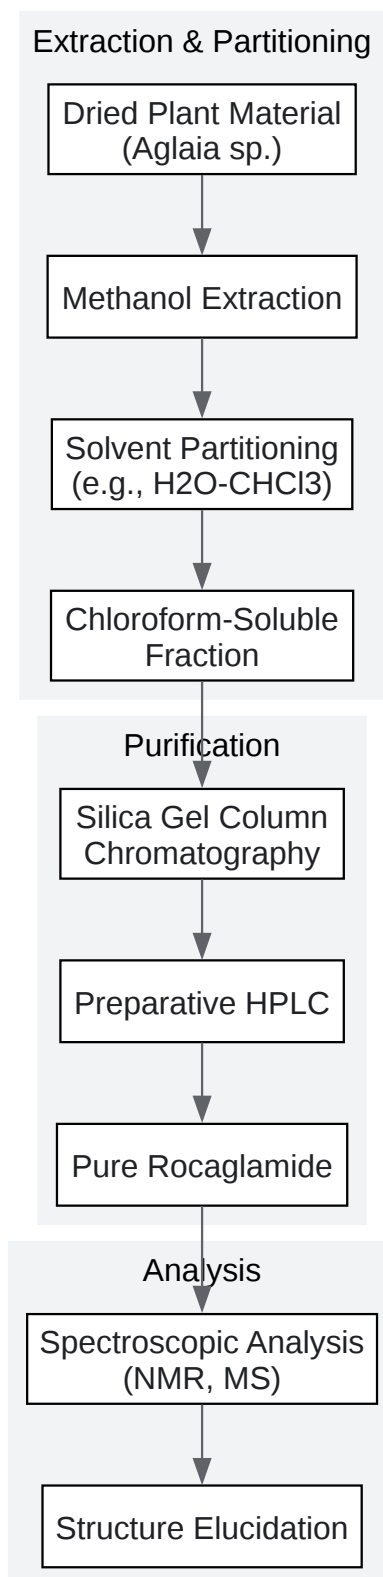 Extraction & Partitioning
Dried Plant Material
(Aglaia sp.)
Methanol Extraction
Solvent Partitioning
(e.g., H2O-CHCl3)
Chloroform-Soluble
Fraction
Purification
Silica Gel Column
Chromatography
Preparative HPLC
Pure Rocaglamide
Analysis
Spectroscopic Analysis
(NMR, MS)
Structure Elucidation